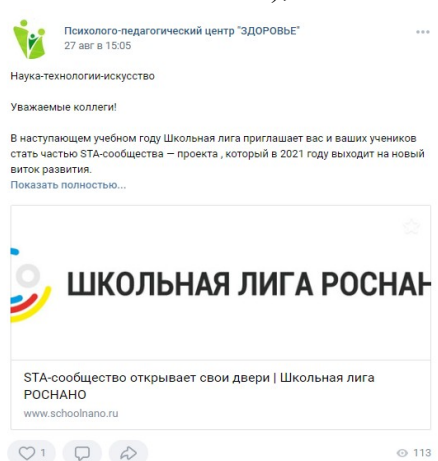 Психолого-педагогический центр "ЗДОРОВЬЕ"
27 авг в 15:05
Наука-технологии-искусство
Уважаемые коллеги!
В наступающем учебном году Школьная лига приглашает вас и ваших учеников
стать частью STA-сообщества — проекта , который в 2021 году выходит на новый
виток развития.
Показать полностью...
ШКОЛЬНАЯ ЛИГА РОСНАН
STA-сообщество открывает свои двери | Школьная лига
РОСНАНО
www.schoolnano.ru
1
113